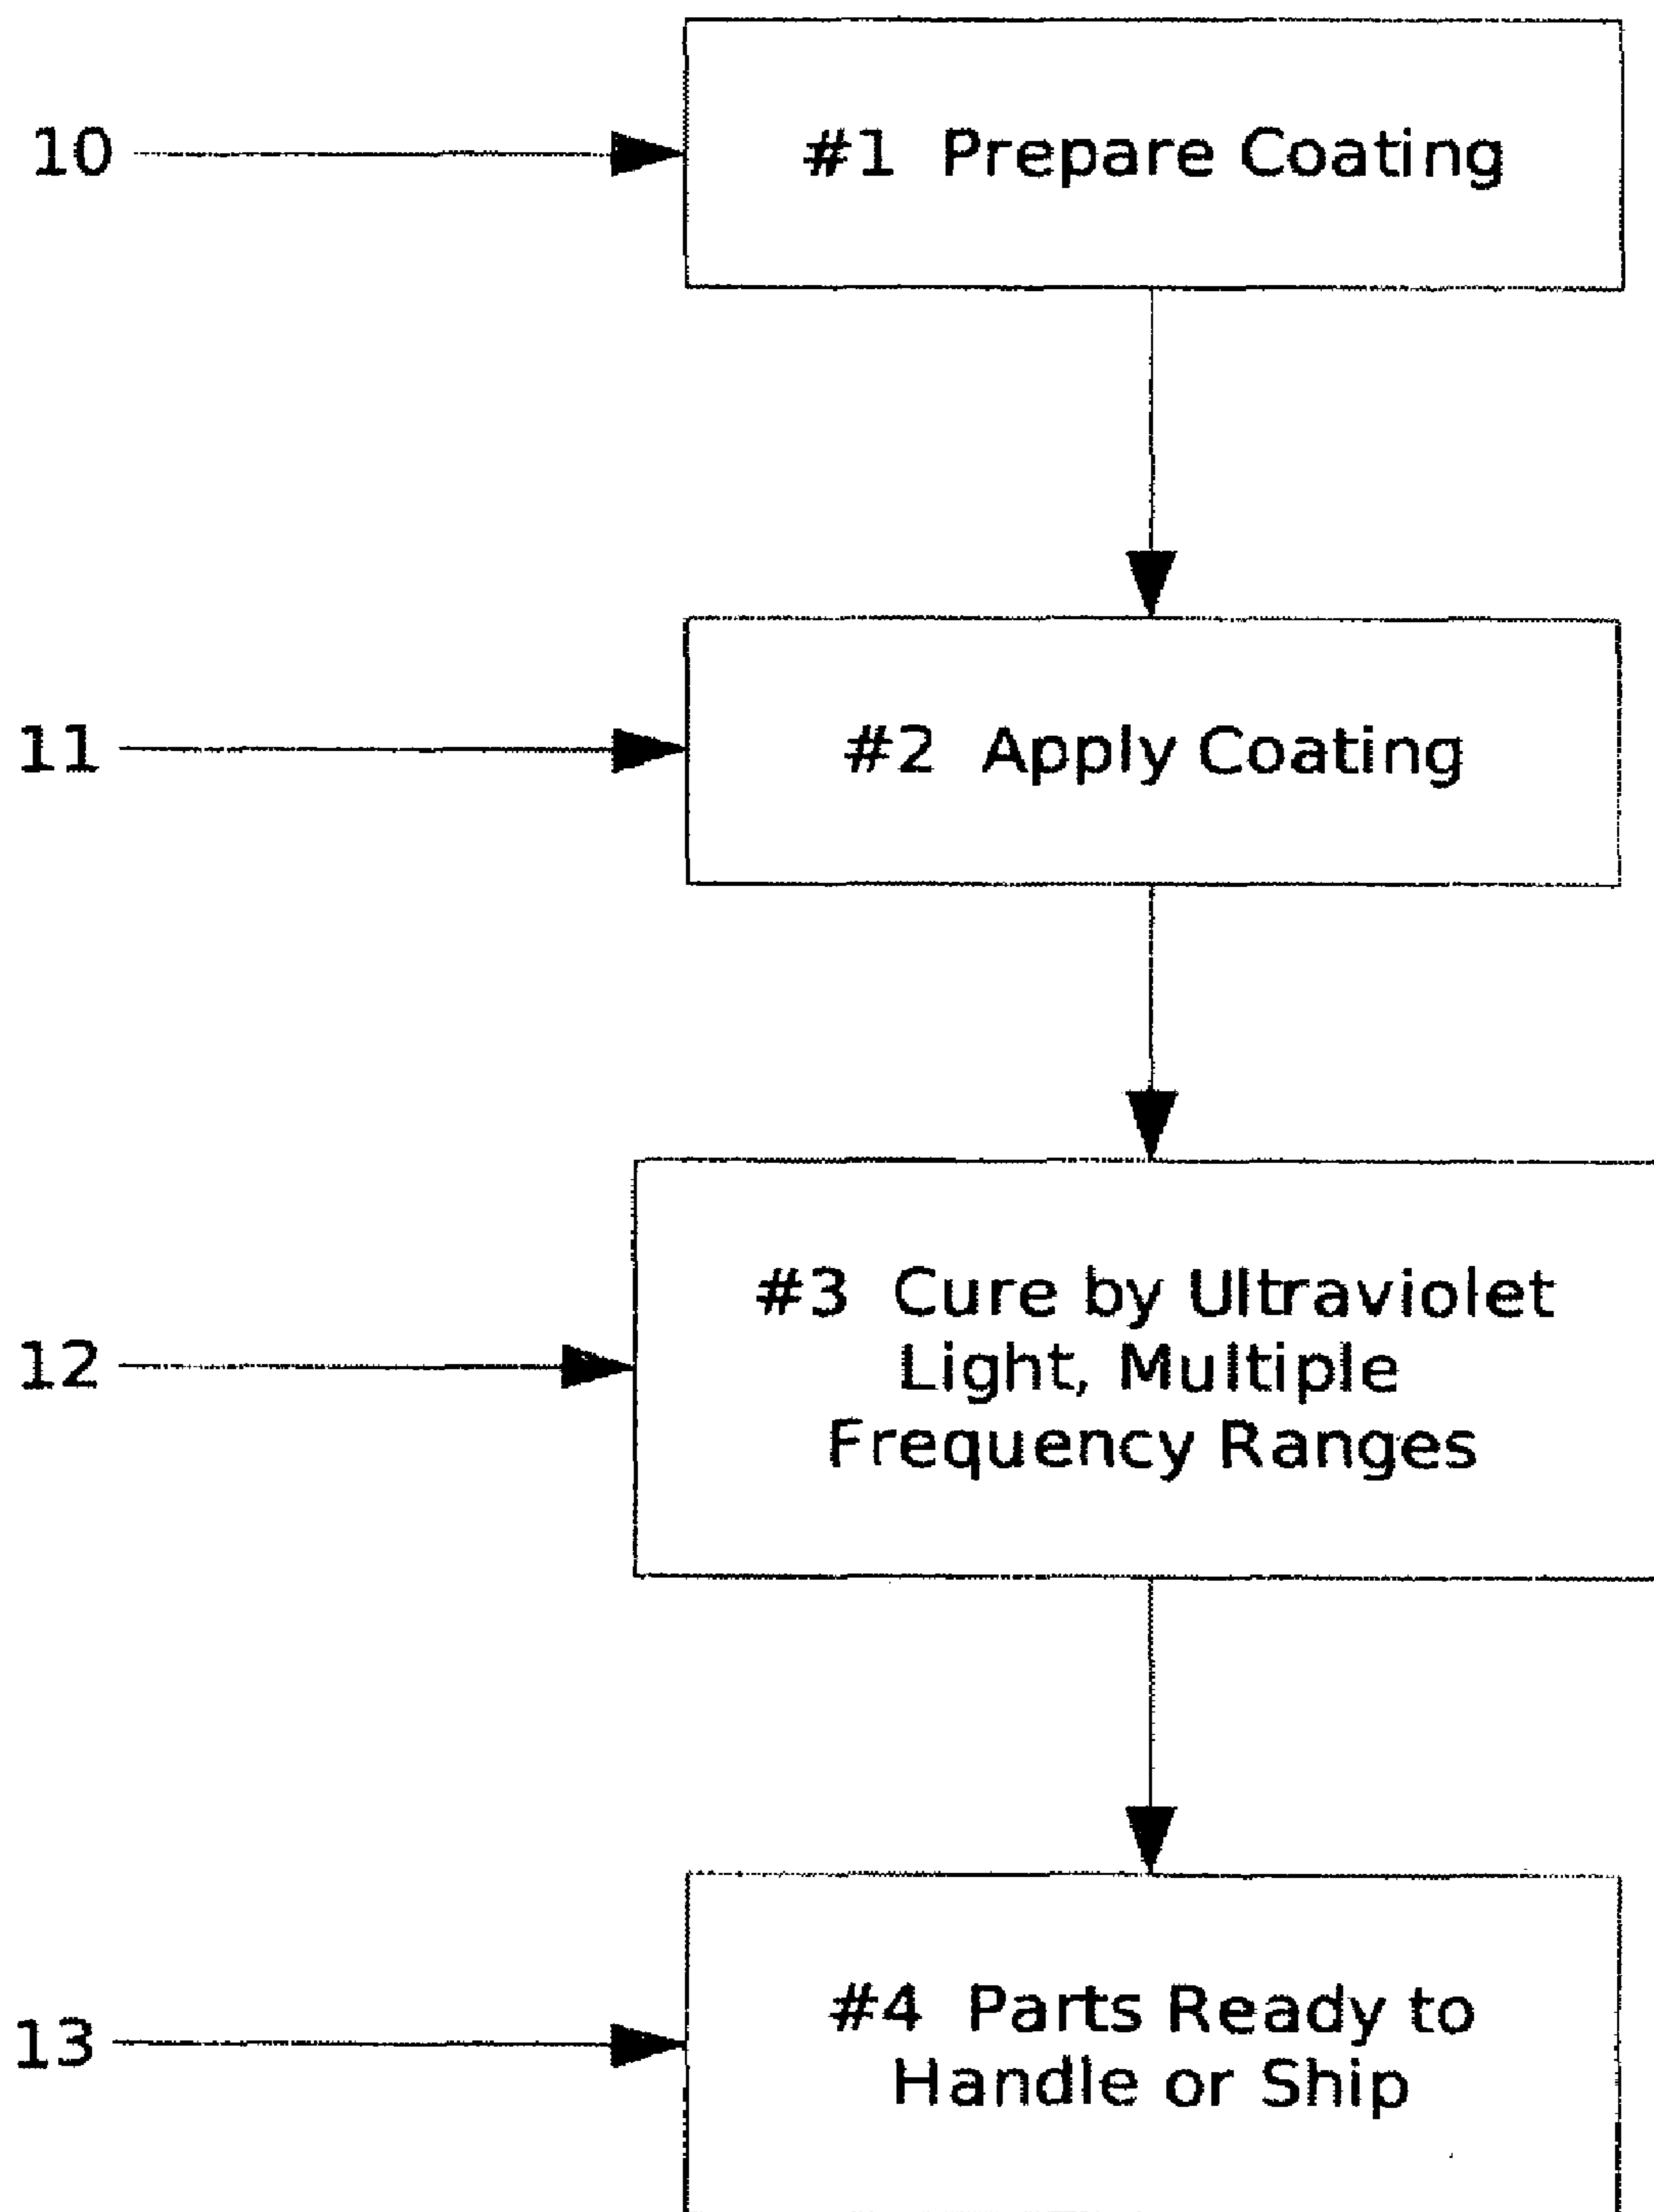 10
#1 Prepare Coating
11
#2 Apply Coating
12
#3 Cure by Ultraviolet
Light, Multiple
Frequency Ranges
13
#4 Parts Ready to
Handle or Ship